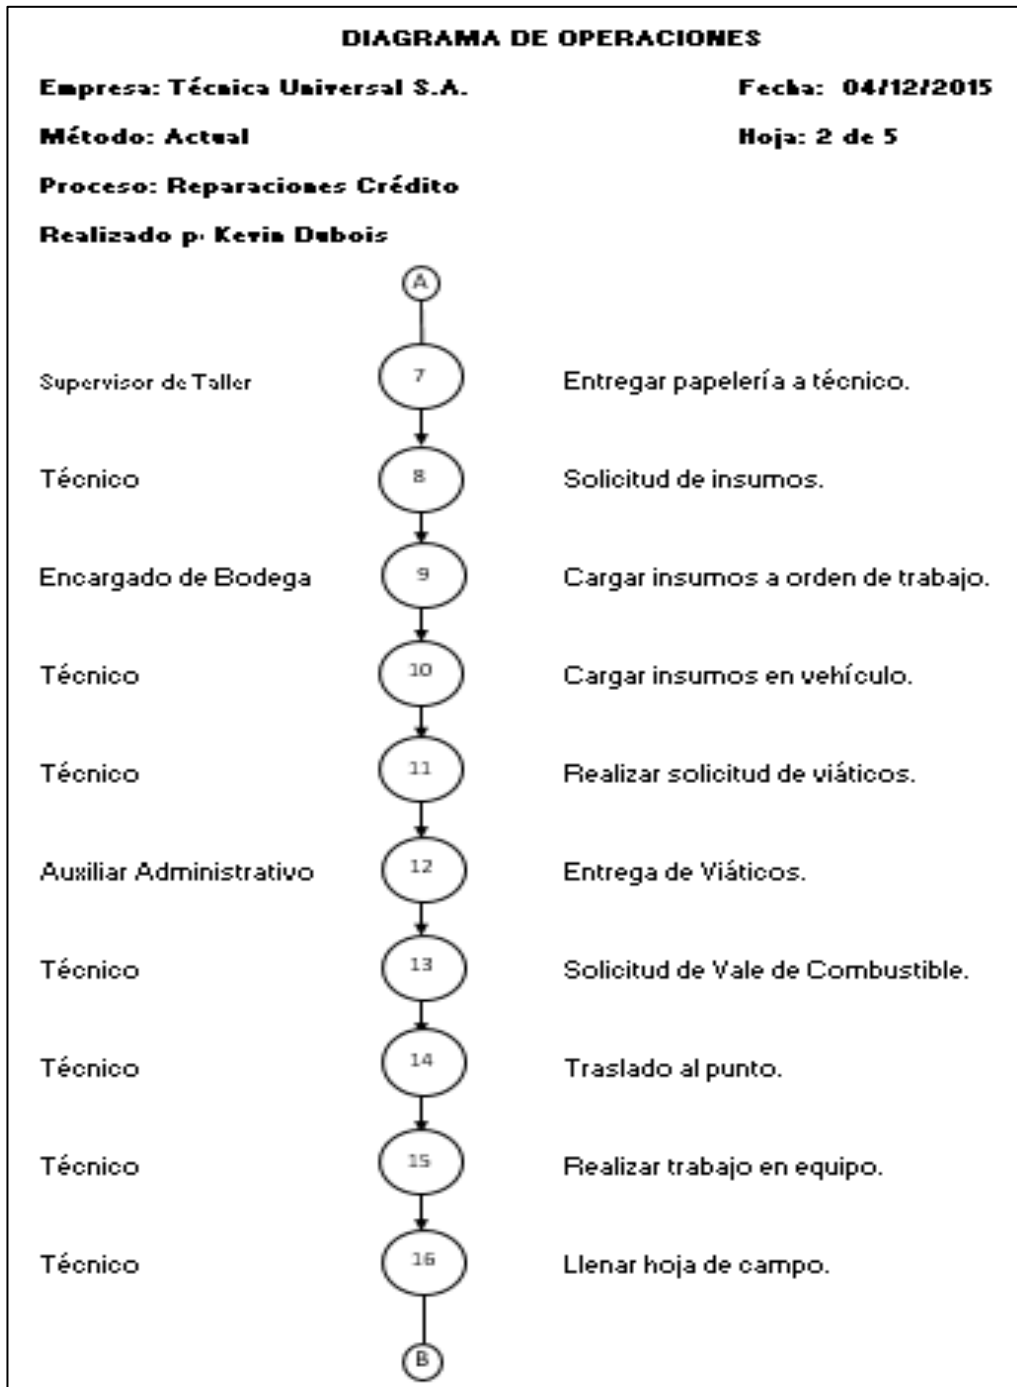 DIAGRAMA DE OPERACIONES
Empresa: Técnica Universal S.A. Fecha: 04/12/2015
Método: Actual Hoja: 2 de 5
Proceso: Reparaciones Crédito
Realizado p· Kevin Dubois
A
Supervisor de Taller 7 Entregar papelería a técnico.
Técnico 8 Solicitud de insumos.
Encargado de Bodega 9 Cargar insumos a orden de trabajo.
Técnico 10 Cargar insumos en vehículo.
Técnico 11 Realizar solicitud de viáticos.
Auxiliar Administrativo 12 Entrega de Viáticos.
Técnico 13 Solicitud de Vale de Combustible.
Técnico 14 Traslado al punto.
Técnico 15 Realizar trabajo en equipo.
Técnico 16 Llenar hoja de campo.
B